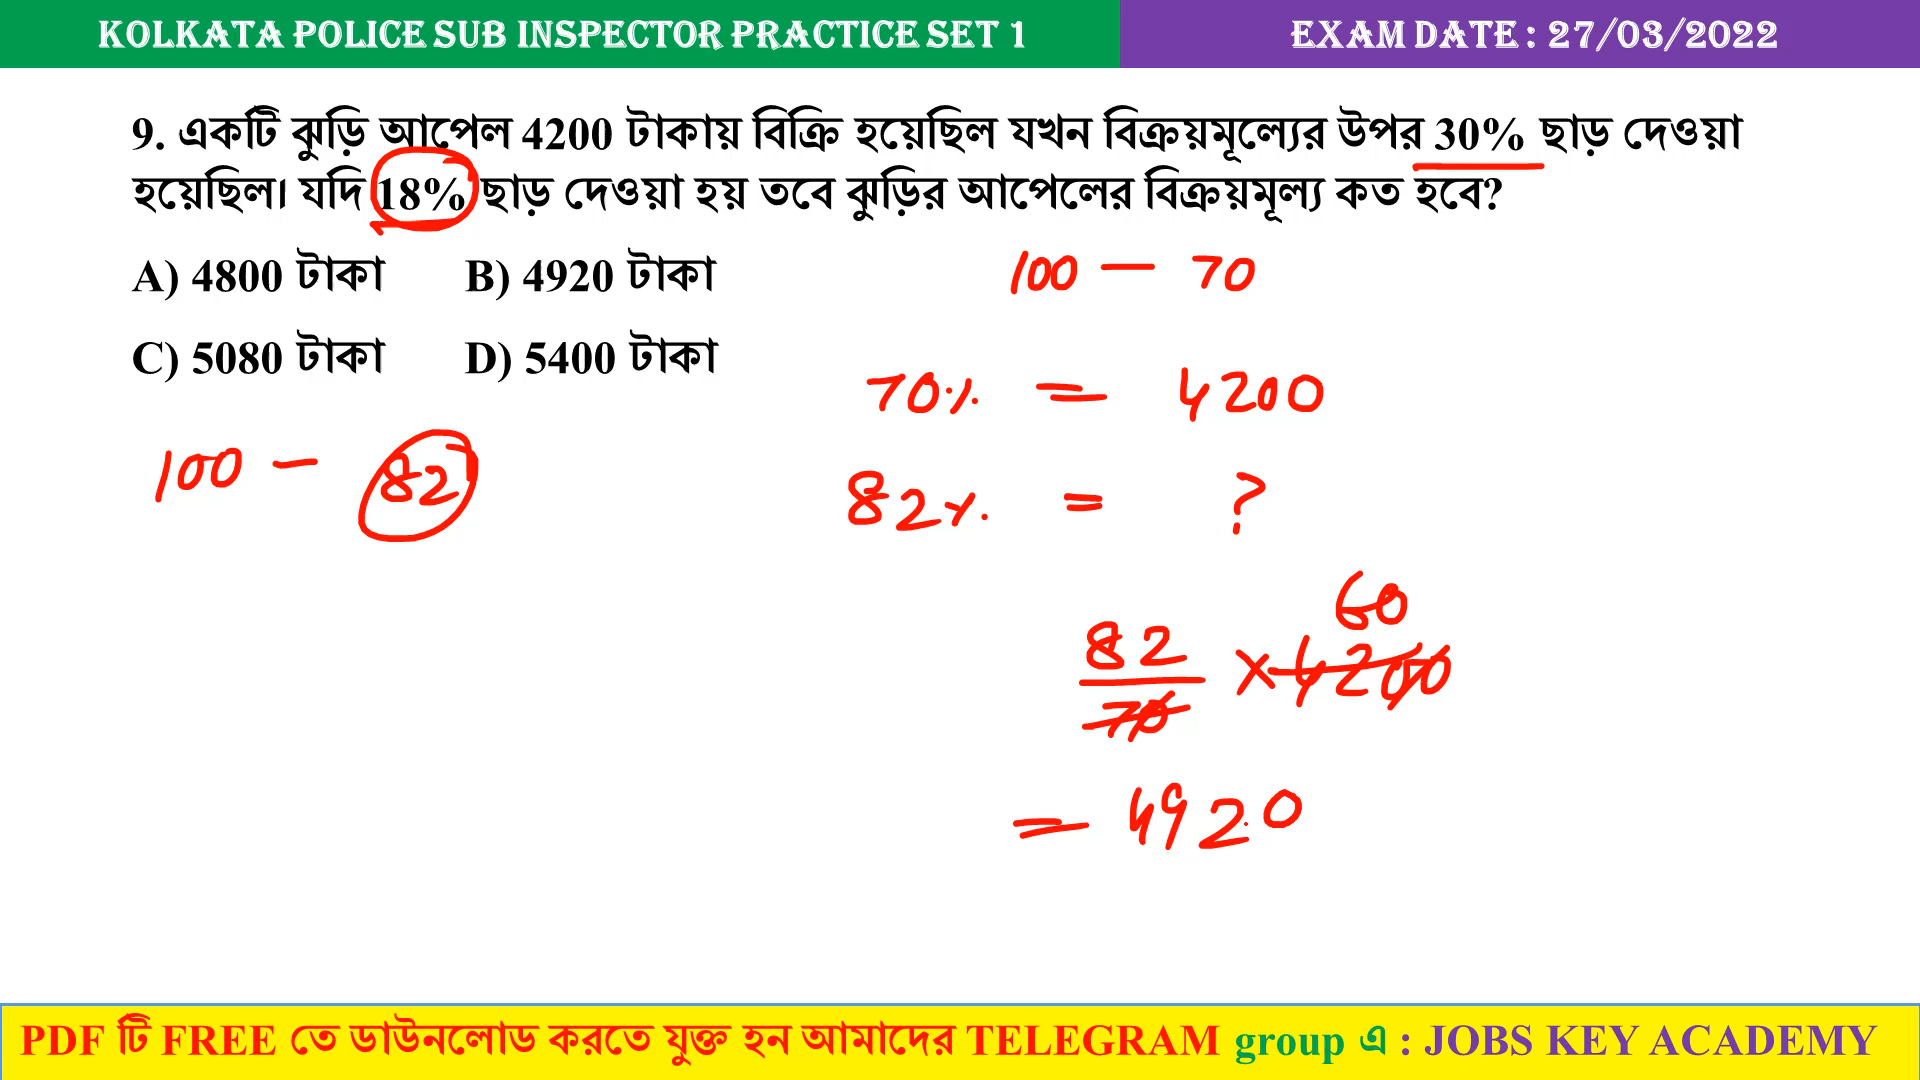 KOLKATA POLICE SUB INSPECTOR PRACTICE SET 1
EXAM DATE : 27/03/2022
9. একটি ঝুড়ি আপেল 4200 টাকায় বিক্রি হয়েছিল যখন বিক্রয়মূল্যের উপর 30% ছাড় দেওয়া
হয়েছিল। যদি 18% ছাড় দেওয়া হয় তবে ঝুড়ির আপেলের বিক্রয়মূল্য কত হবে?
A) 4800 টাকা B) 4920 টাকা
C) 5080 টাকা D) 5400 টাকা
100 — 70
70% = 4200
100 – 82
82% = ?
60
82 × 4200
70
= 4920
PDF টি FREE তে ডাউনলোড করতে যুক্ত হন আমাদের TELEGRAM group এ : JOBS KEY ACADEMY